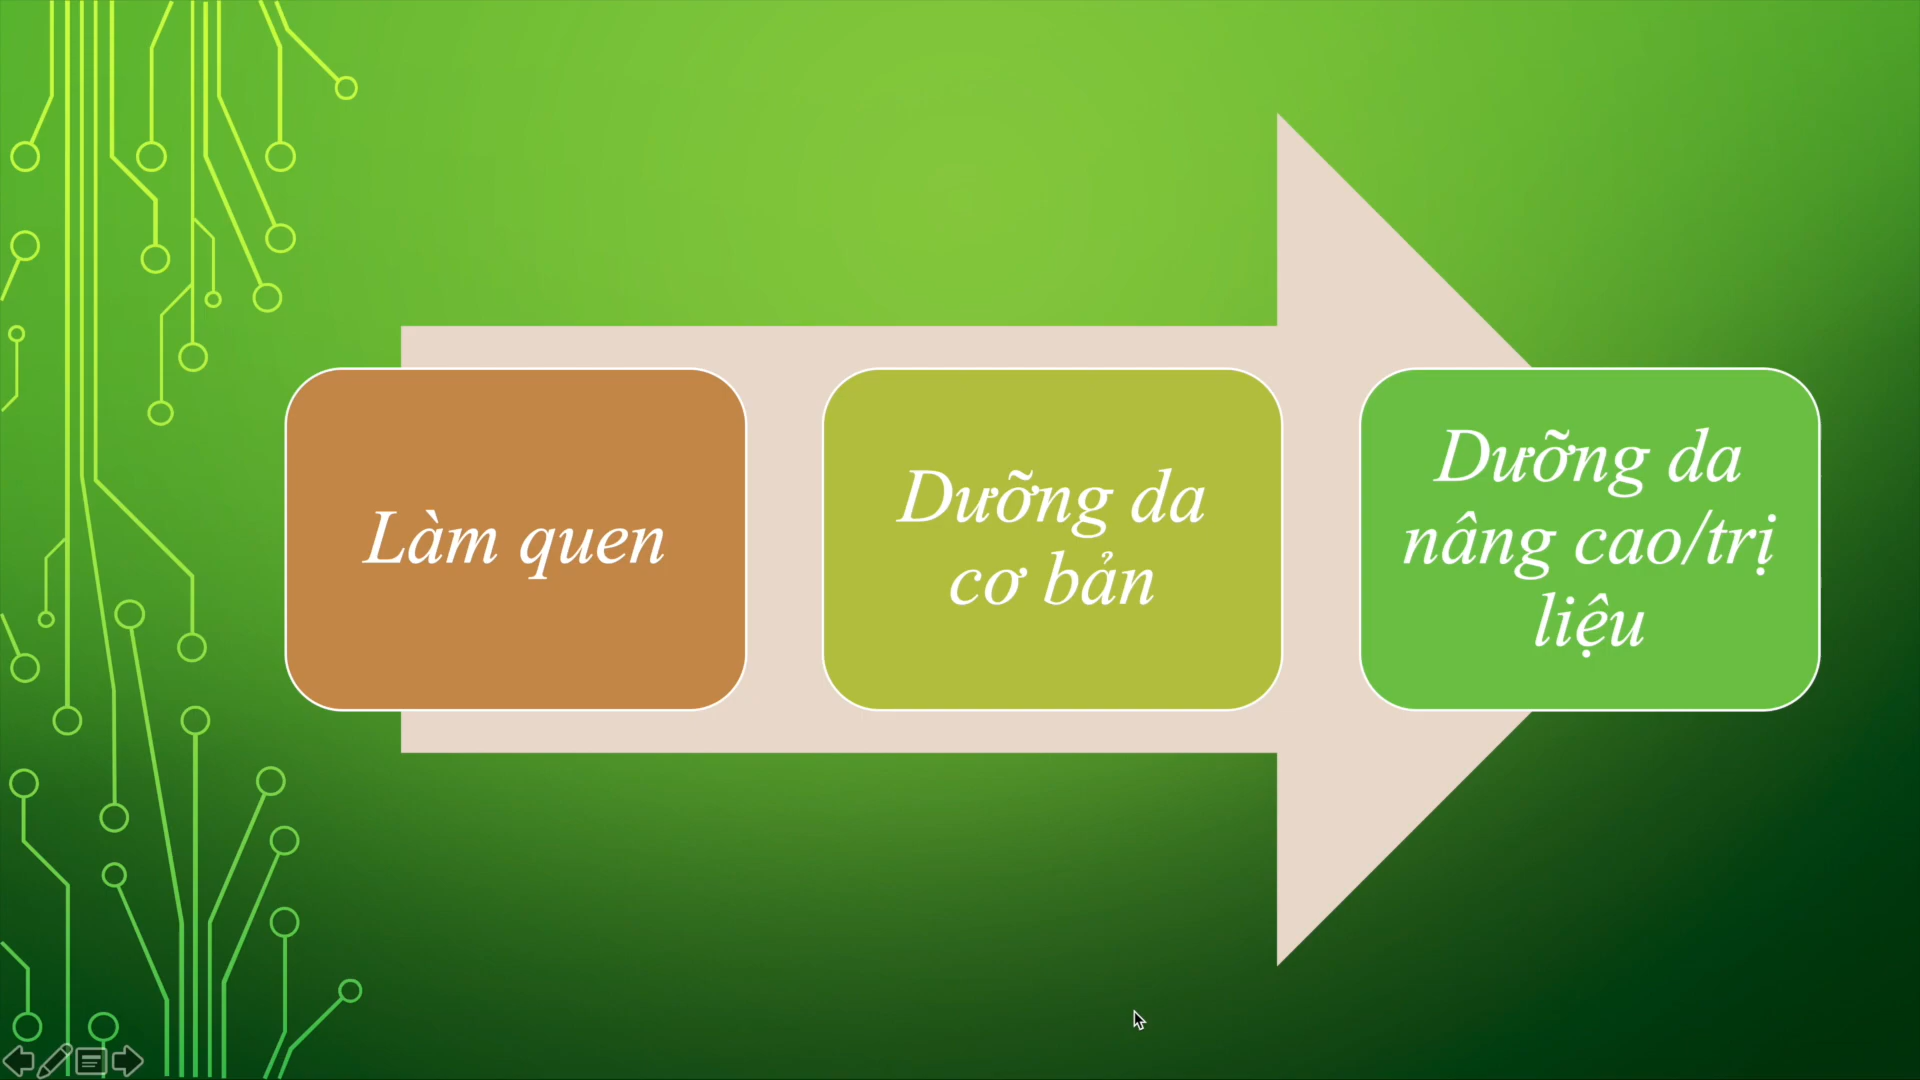 Làm quen
Dưỡng da
cơ bản
Dưỡng da
nâng cao/trị
liệu